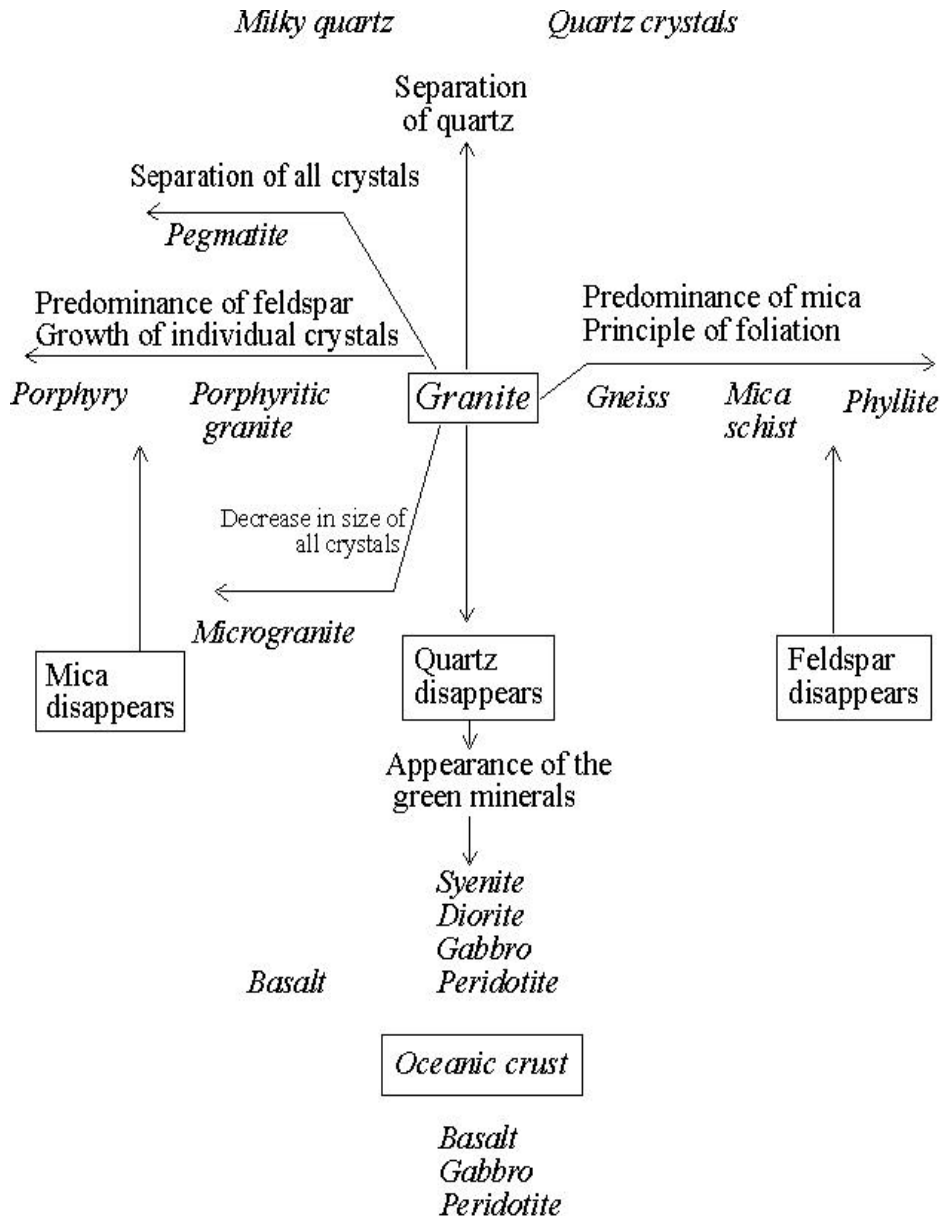 Milky quartz
Quartz crystals
Separation
of quartz
Separation of all crystals
Pegmatite
Predominance of feldspar
Growth of individual crystals
Predominance of mica
Principle of foliation
Porphyry
Porphyritic
granite
Granite
Gneiss
Mica
schist
Phyllite
Decrease in size of
all crystals
Microgranite
Mica
disappears
Quartz
disappears
Feldspar
disappears
Appearance of the
green minerals
Syenite
Diorite
Gabbro
Basalt
Peridotite
Oceanic crust
Basalt
Gabbro
Peridotite